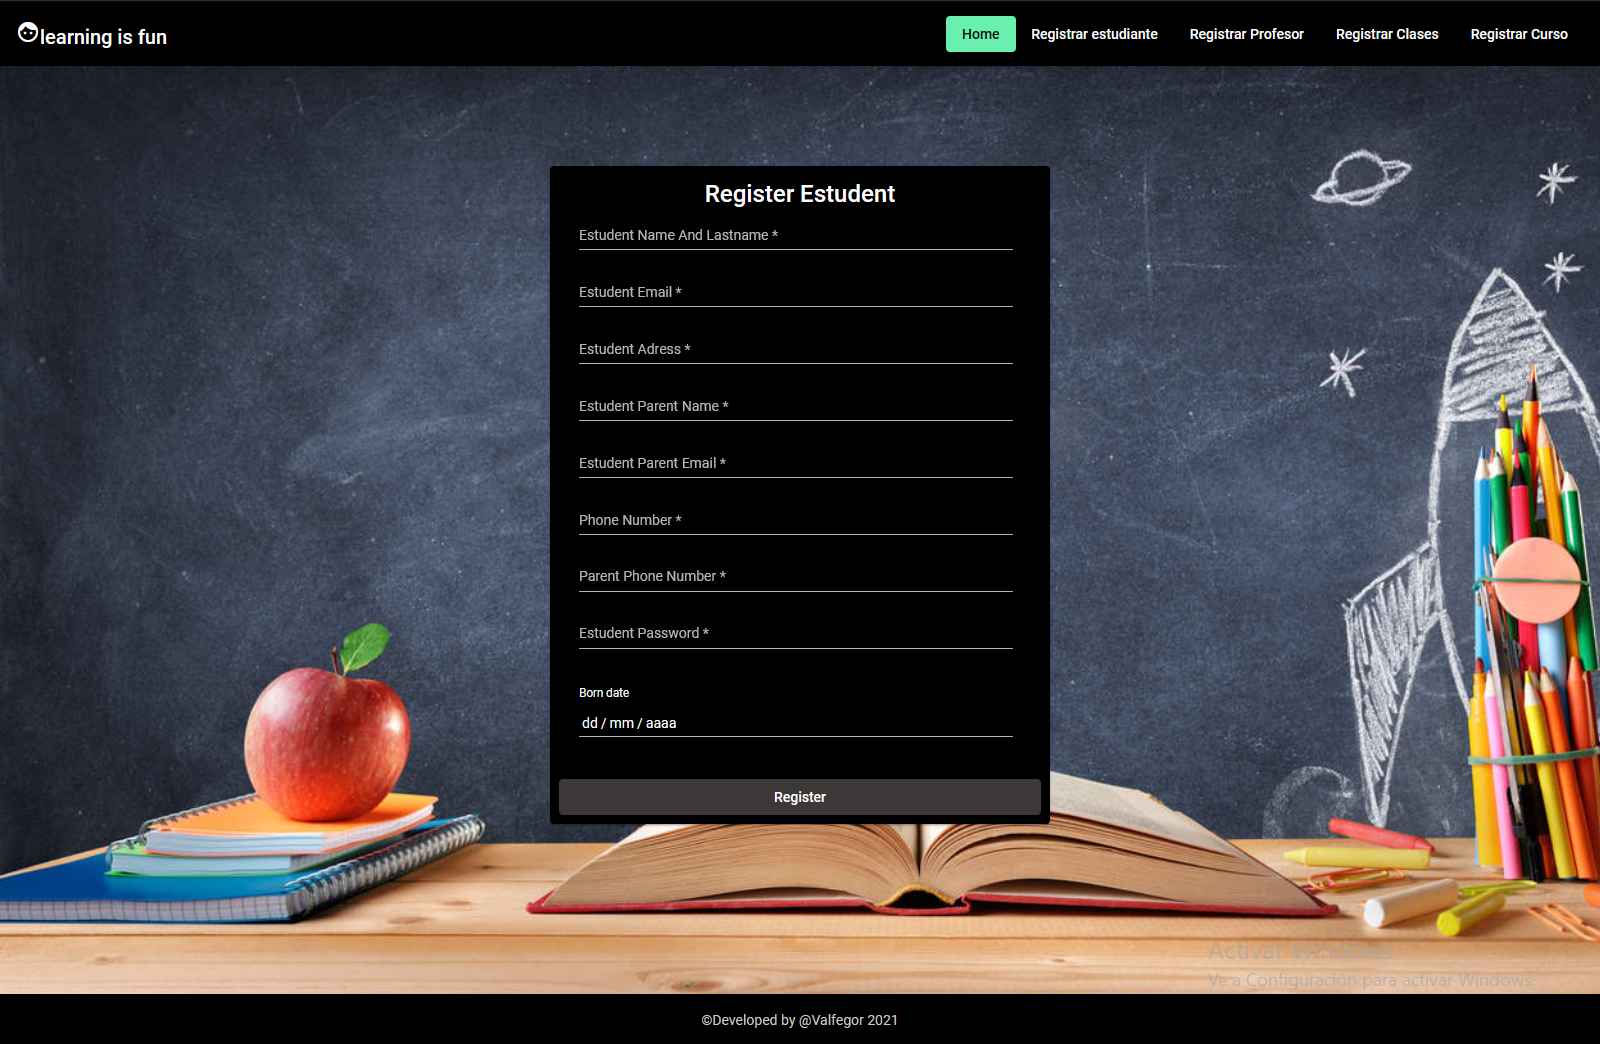 learning is fun
Home Registrar estudiante Registrar Profesor Registrar Clases Registrar Curso
Register Estudent
Estudent Name And Lastname *
Estudent Email *
Estudent Adress *
Estudent Parent Name *
Estudent Parent Email *
Phone Number *
Parent Phone Number *
Estudent Password *
Born date
dd / mm / aaaa
Register
Activar Windows
Ve a Configuración para activar Windows.
©Developed by @Valfegor 2021